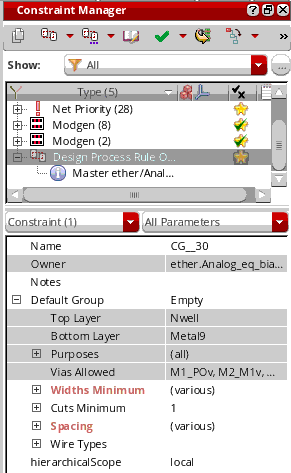 Constraint Manager
Show: All
Type (5)
Net Priority (28)
Modgen (8)
Modgen (2)
Design Process Rule O...
Master ether/Anal...
Constraint (1) All Parameters
Name CG__30
Owner ether.Analog_eq_bia...
Notes
Default Group Empty
Top Layer Nwell
Bottom Layer Metal9
Purposes (all)
Vias Allowed M1_POv, M2_M1v, ...
Widths Minimum (various)
Cuts Minimum 1
Spacing (various)
Wire Types
hierarchicalScope local